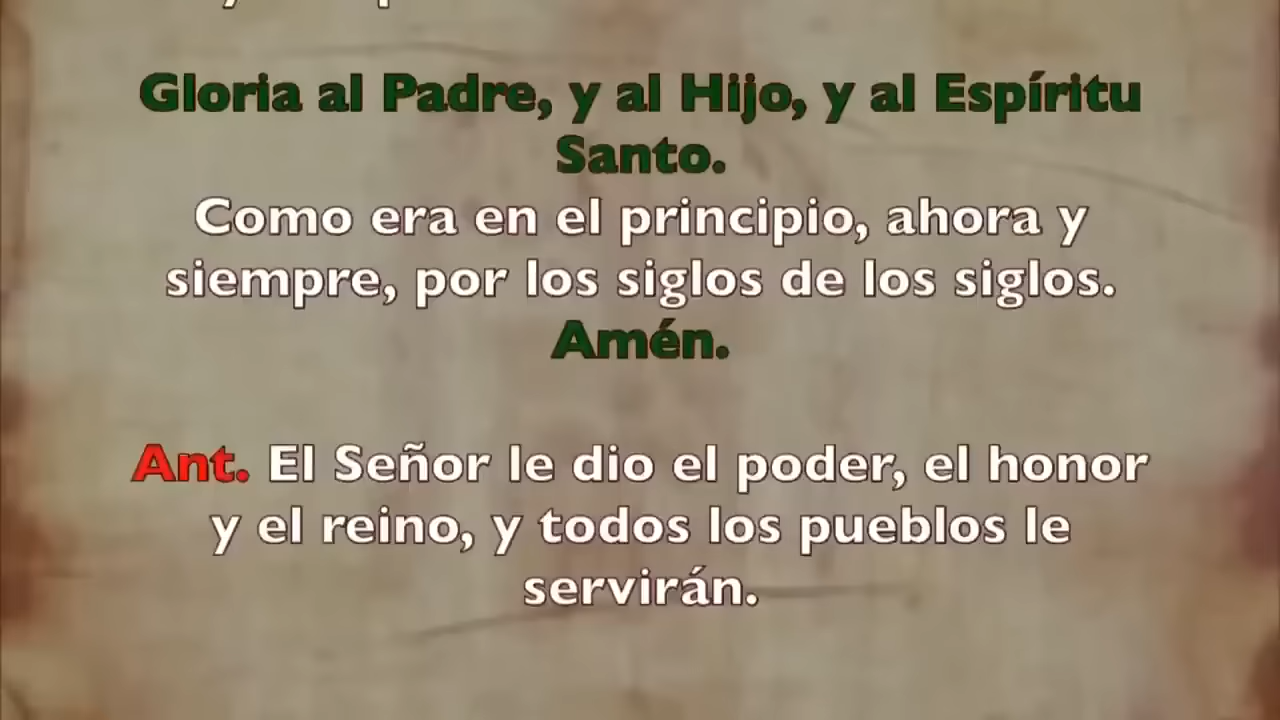 Gloria al Padre, y al Hijo, y al Espíritu
Santo.
Como era en el principio, ahora y
siempre, por los siglos de los siglos.
Amén.
Ant. El Señor le dio el poder, el honor
y el reino, y todos los pueblos le
servirán.